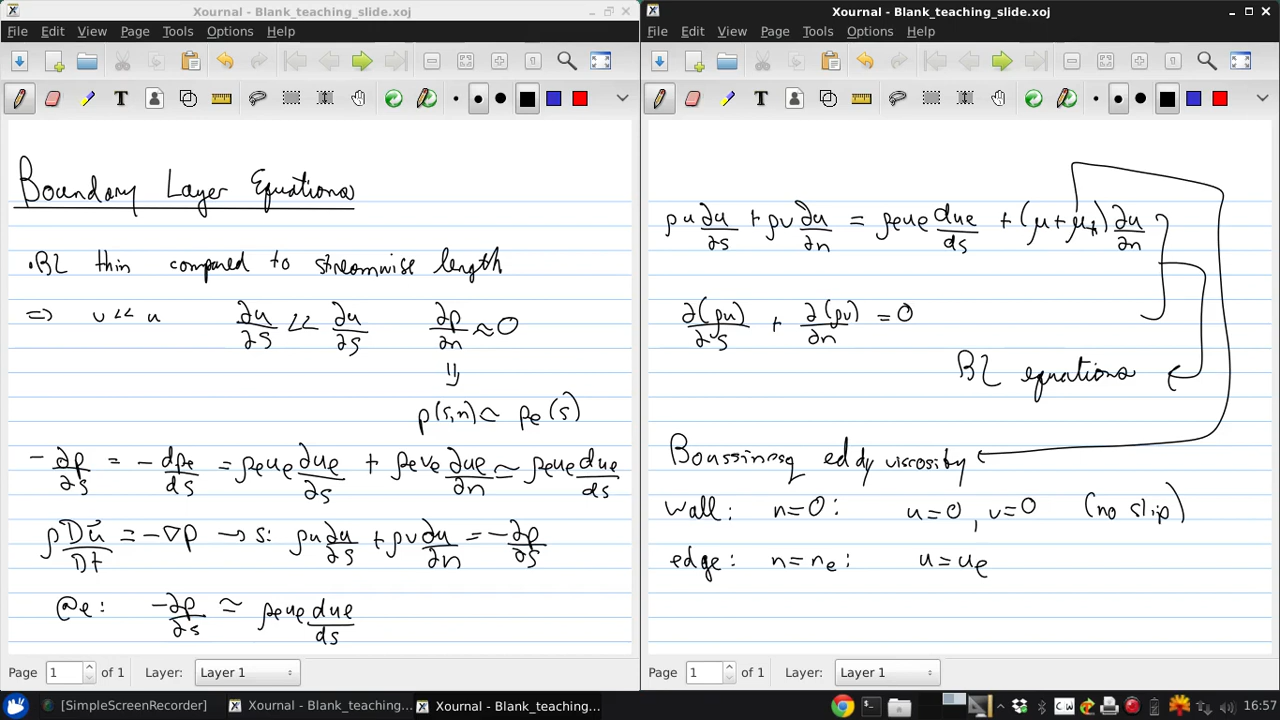 Xournal - Blank_teaching_slide.xoj
File Edit View Page Tools Options Help
Boundary Layer Equations
·BL thin compared to streamwise length
⇒ v<<u ∂u/∂s << ∂u/∂s ∂p/∂n ≈ 0
⇓
p(s,n) ≃ pe(s)
-∂p/∂s = -dpe/ds = ρeue ∂ue/∂s + ρeve ∂ue/∂n ≃ ρeue due/ds
ρ Du⃗/Dt = -∇p → s: ρu ∂u/∂s + ρv ∂u/∂n = -∂p/∂s
@e: -∂p/∂s ≃ ρeue due/ds
Page 1 of 1 Layer: Layer 1
Xournal - Blank_teaching_slide.xoj
File Edit View Page Tools Options Help
ρu ∂u/∂s + ρv ∂u/∂n = ρeue due/ds + (μ+μt) ∂u/∂n
∂(ρu)/∂s + ∂(ρv)/∂n = 0
BL equations
Boussinesq eddy viscosity
wall: n=0: u=0, v=0 (no slip)
edge: n=ne: u=ue
Page 1 of 1 Layer: Layer 1
[SimpleScreenRecorder] Xournal - Blank_teaching... Xournal - Blank_teaching... CW 16:57